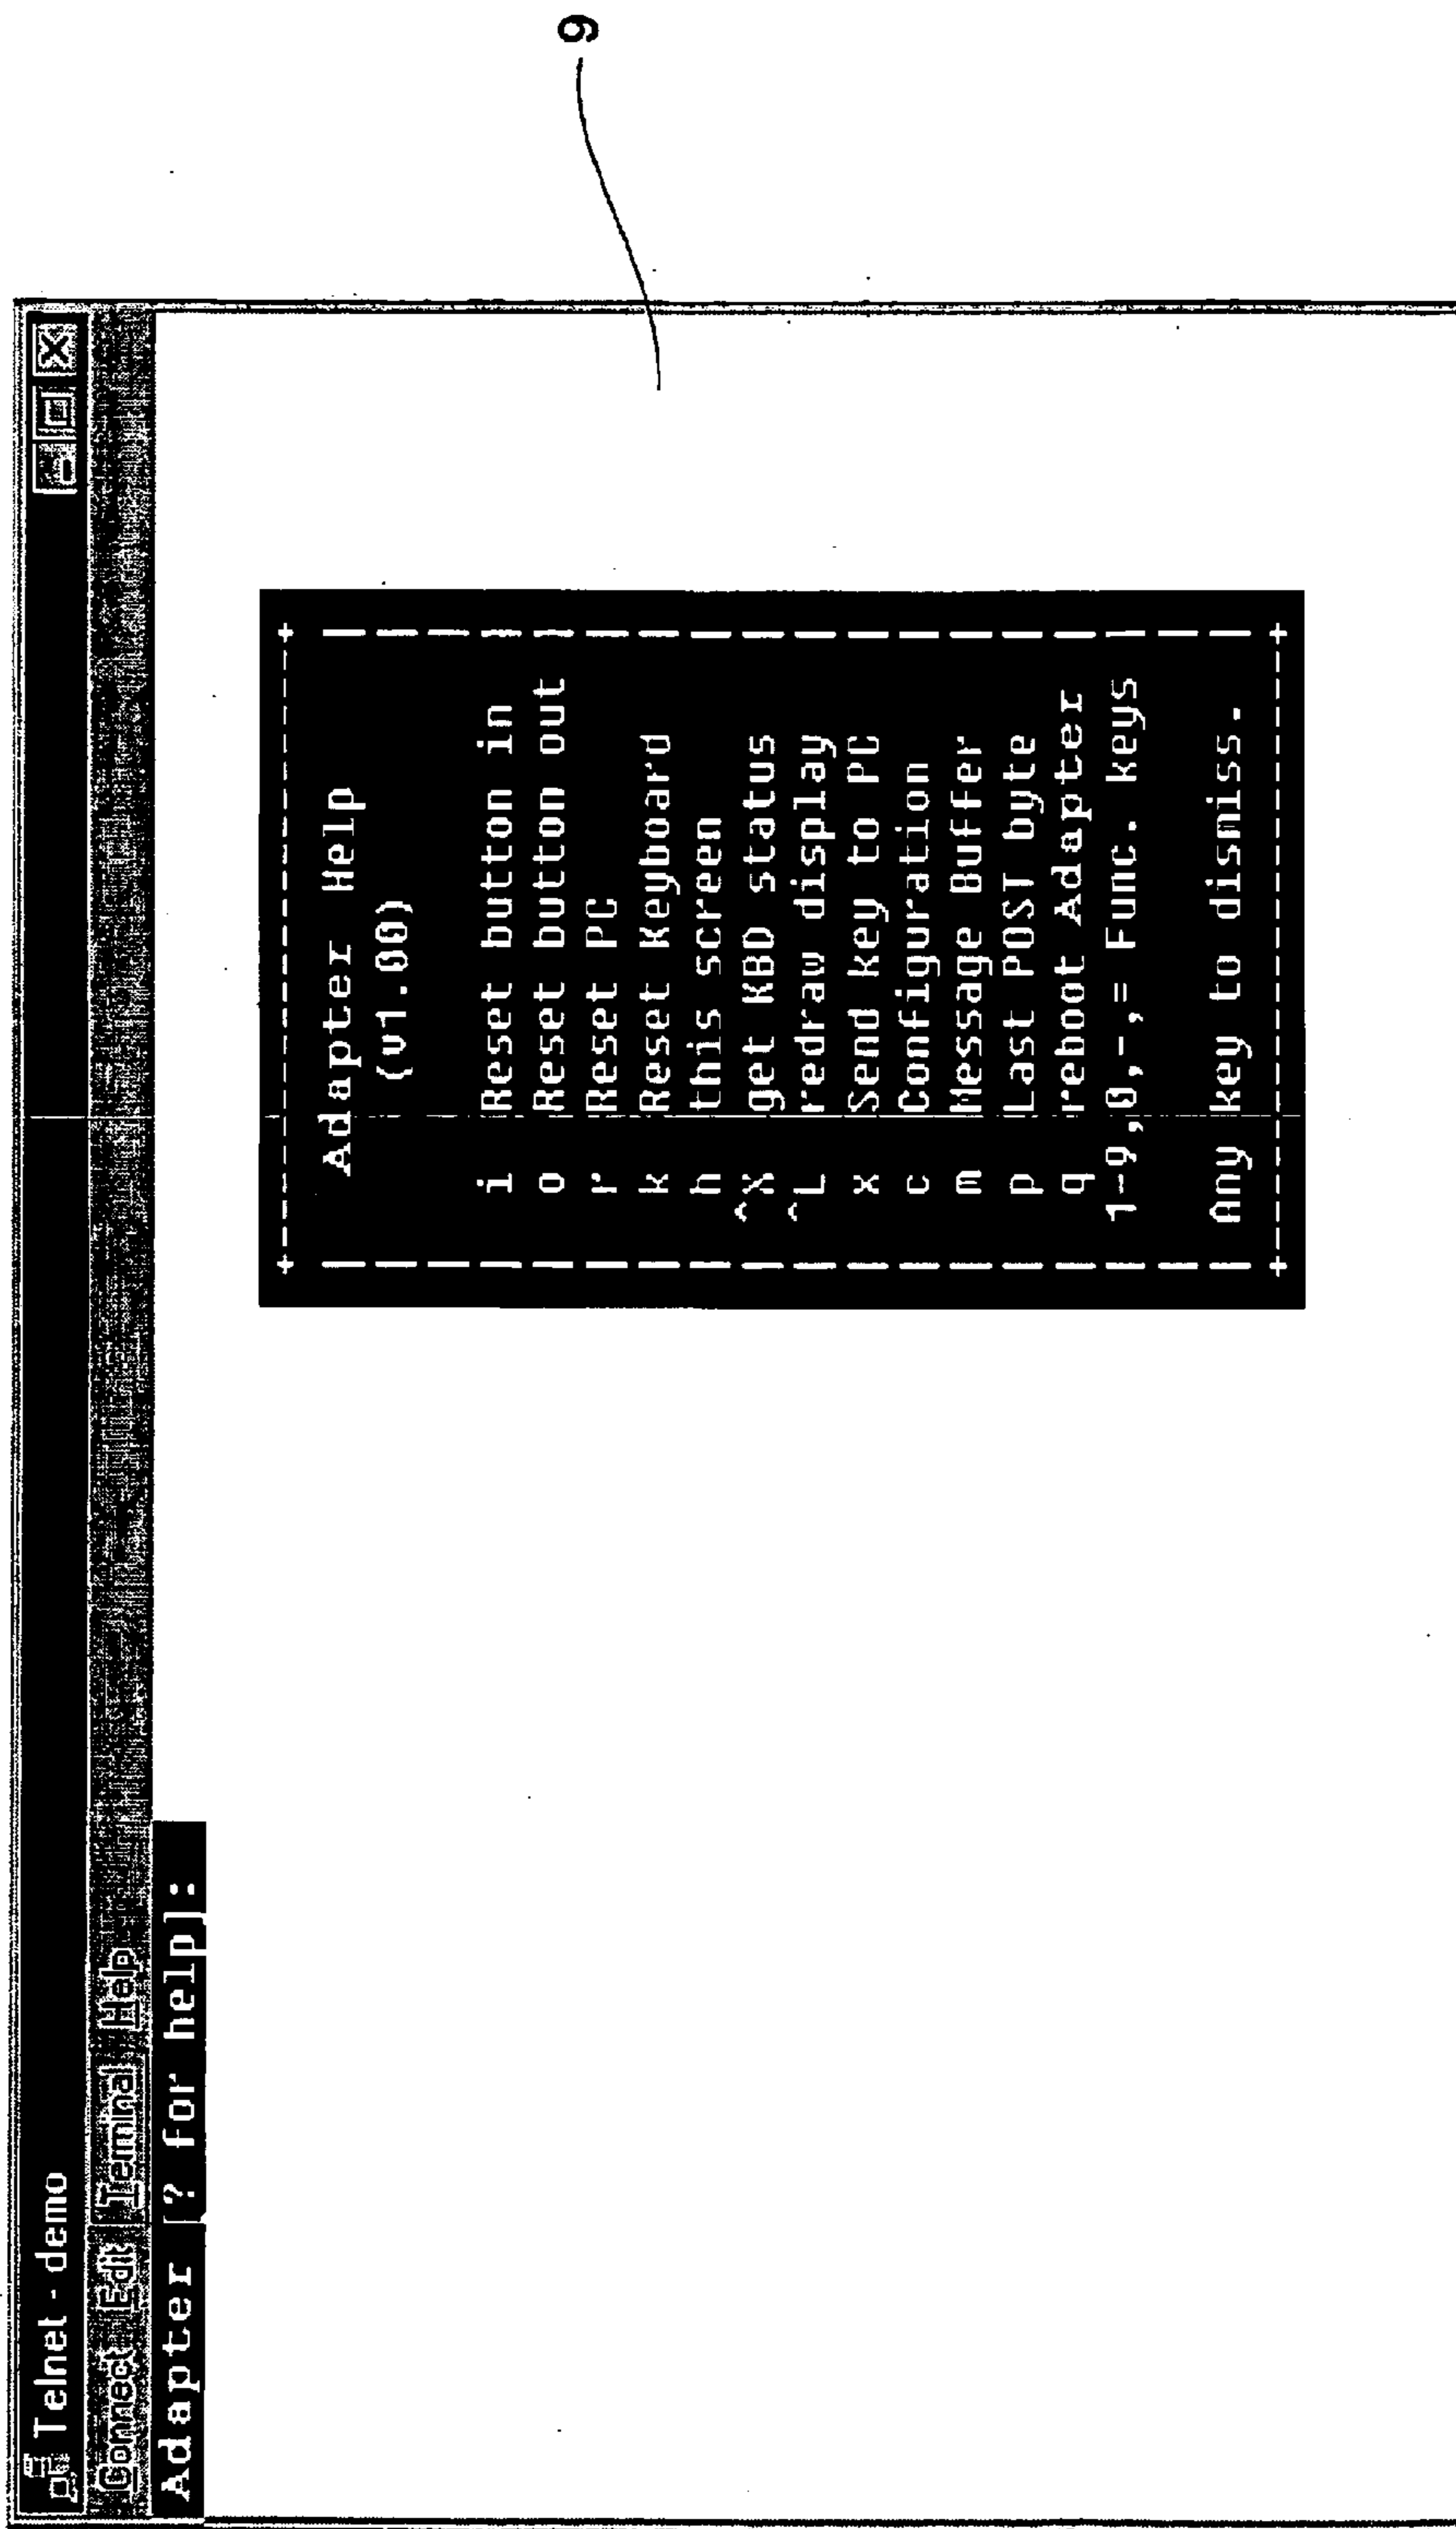 Telnet - demo
Connect Edit Terminal Help
Adapter [? for help]:
Adapter Help
(v1.00)
i Reset button in
o Reset button out
r Reset PC
k Reset Keyboard
h this screen
^X get KBD status
^L redraw display
x Send key to PC
c Configuration
m Message Buffer
p Last POST byte
q reboot Adapter
1-9,0,-,= Func. keys
Any key to dismiss.
9